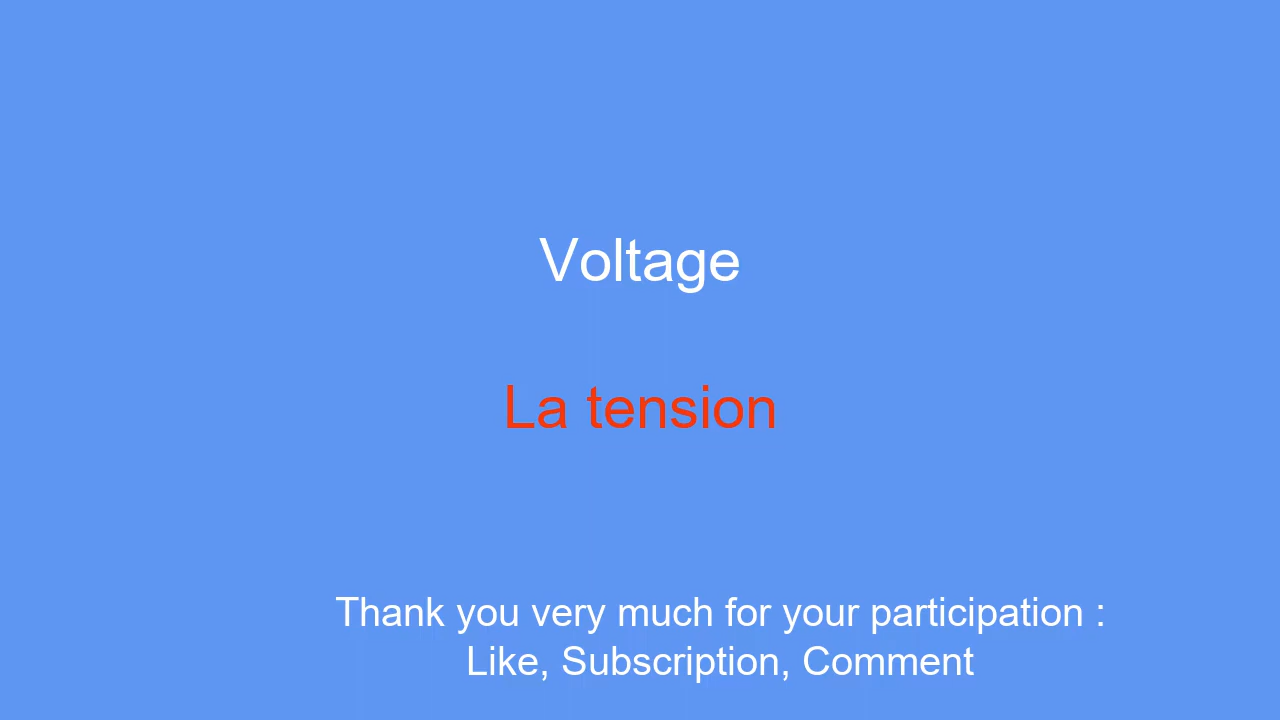 Voltage
La tension
Thank you very much for your participation :
Like, Subscription, Comment